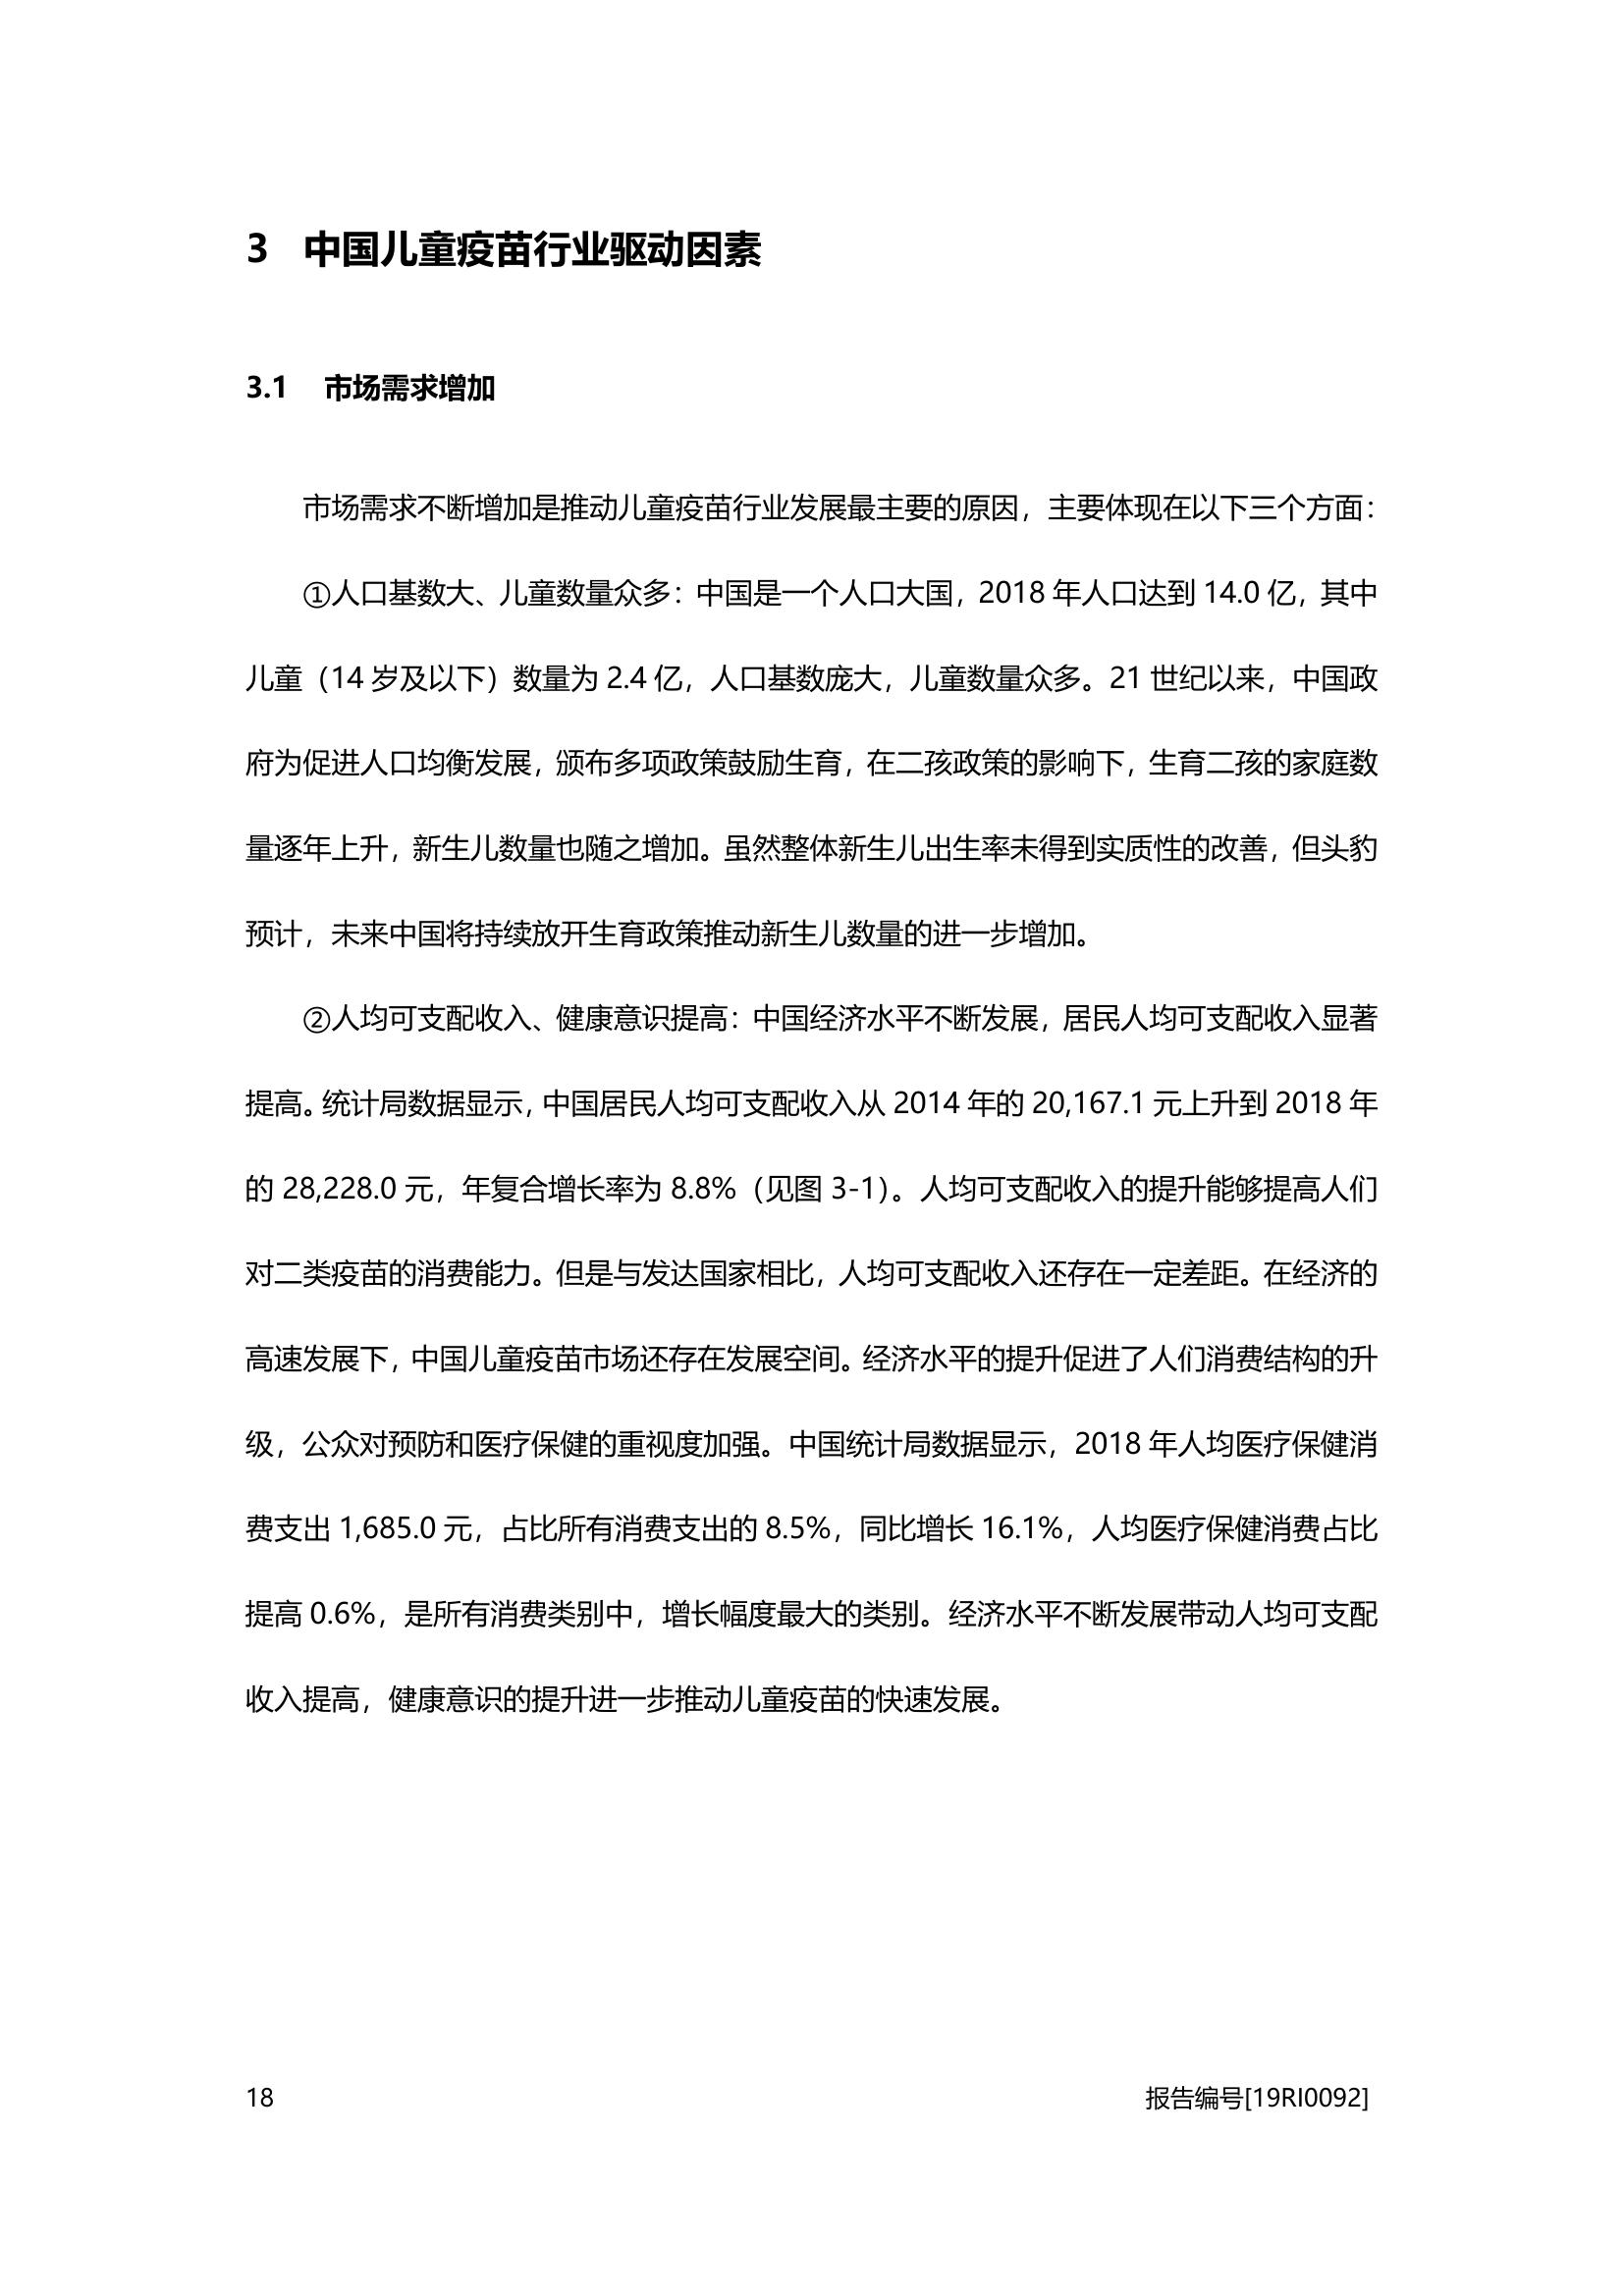 3 中国儿童疫苗行业驱动因素
3.1 市场需求增加
市场需求不断增加是推动儿童疫苗行业发展最主要的原因，主要体现在以下三个方面：
①人口基数大、儿童数量众多：中国是一个人口大国，2018 年人口达到 14.0 亿，其中
儿童（14 岁及以下）数量为 2.4 亿，人口基数庞大，儿童数量众多。21 世纪以来，中国政
府为促进人口均衡发展，颁布多项政策鼓励生育，在二孩政策的影响下，生育二孩的家庭数
量逐年上升，新生儿数量也随之增加。虽然整体新生儿出生率未得到实质性的改善，但头豹
预计，未来中国将持续放开生育政策推动新生儿数量的进一步增加。
②人均可支配收入、健康意识提高：中国经济水平不断发展，居民人均可支配收入显著
提高。统计局数据显示，中国居民人均可支配收入从 2014 年的 20,167.1 元上升到 2018 年
的 28,228.0 元，年复合增长率为 8.8%（见图 3-1）。人均可支配收入的提升能够提高人们
对二类疫苗的消费能力。但是与发达国家相比，人均可支配收入还存在一定差距。在经济的
高速发展下，中国儿童疫苗市场还存在发展空间。经济水平的提升促进了人们消费结构的升
级，公众对预防和医疗保健的重视度加强。中国统计局数据显示，2018 年人均医疗保健消
费支出 1,685.0 元，占比所有消费支出的 8.5%，同比增长 16.1%，人均医疗保健消费占比
提高 0.6%，是所有消费类别中，增长幅度最大的类别。经济水平不断发展带动人均可支配
收入提高，健康意识的提升进一步推动儿童疫苗的快速发展。
18 报告编号[19RI0092]